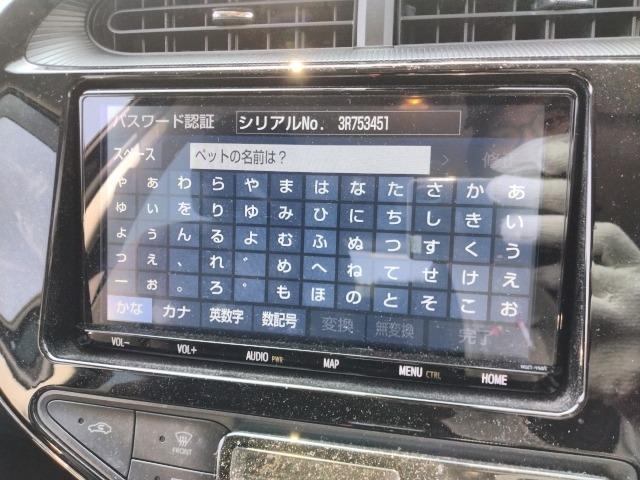 パスワード認証 シリアルNo. 3R753451
スペース ペットの名前は?
ゃ ぁ わ ら や ま は な た さ か あ
ゅ ぃ を り ゆ み ひ に ち し き い
ょ ぅ ん る よ む ふ ぬ つ す く う
っ ぇ 、 れ ゛ め へ ね て せ け え
ー ぉ 。 ろ ゜ も ほ の と そ こ お
かな カナ 英数字 数記号 変換 無変換 完了
VOL- VOL+ AUDIO PWR MAP MENU CTRL HOME
FRONT